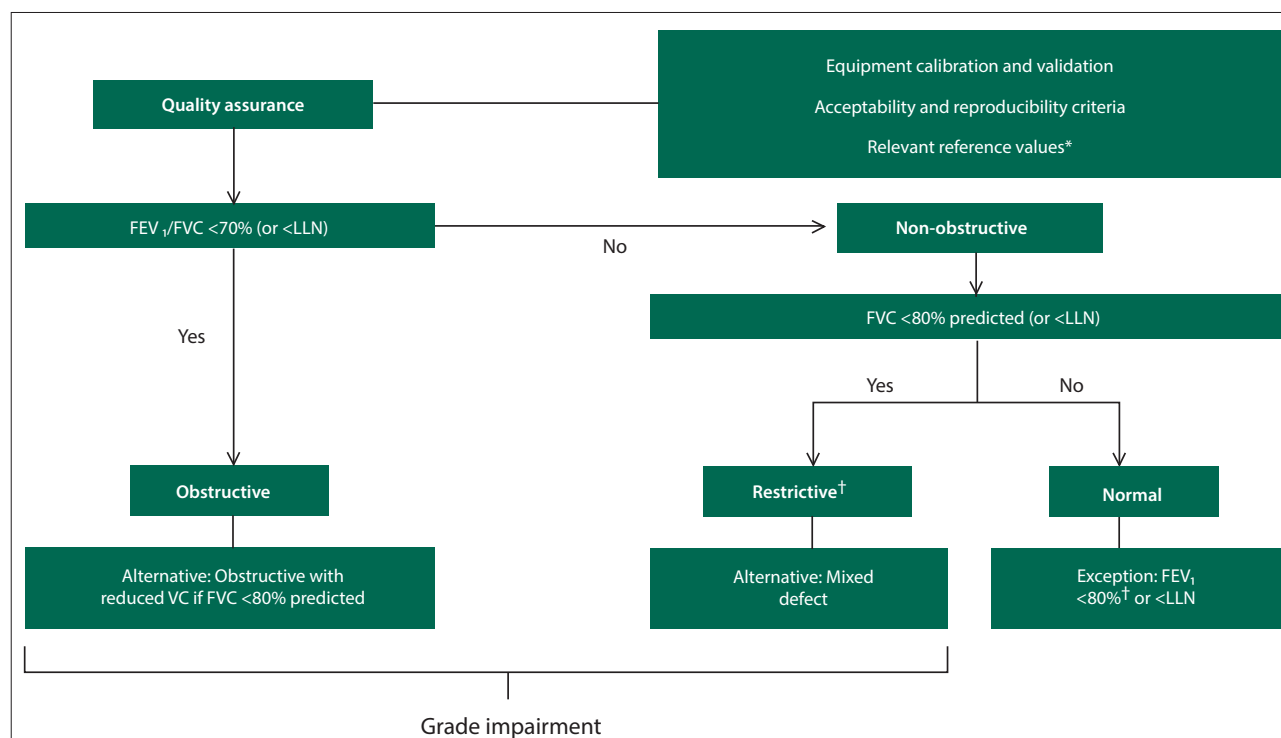 Equipment calibration and validation
Quality assurance
Acceptability and reproducibility criteria
Relevant reference values*
FEV₁/FVC <70% (or <LLN)
No
Non-obstructive
FVC <80% predicted (or <LLN)
Yes
Yes
No
Obstructive
Restrictive†
Normal
Alternative: Obstructive with
reduced VC if FVC <80% predicted
Alternative: Mixed
defect
Exception: FEV₁
<80%† or <LLN
Grade impairment